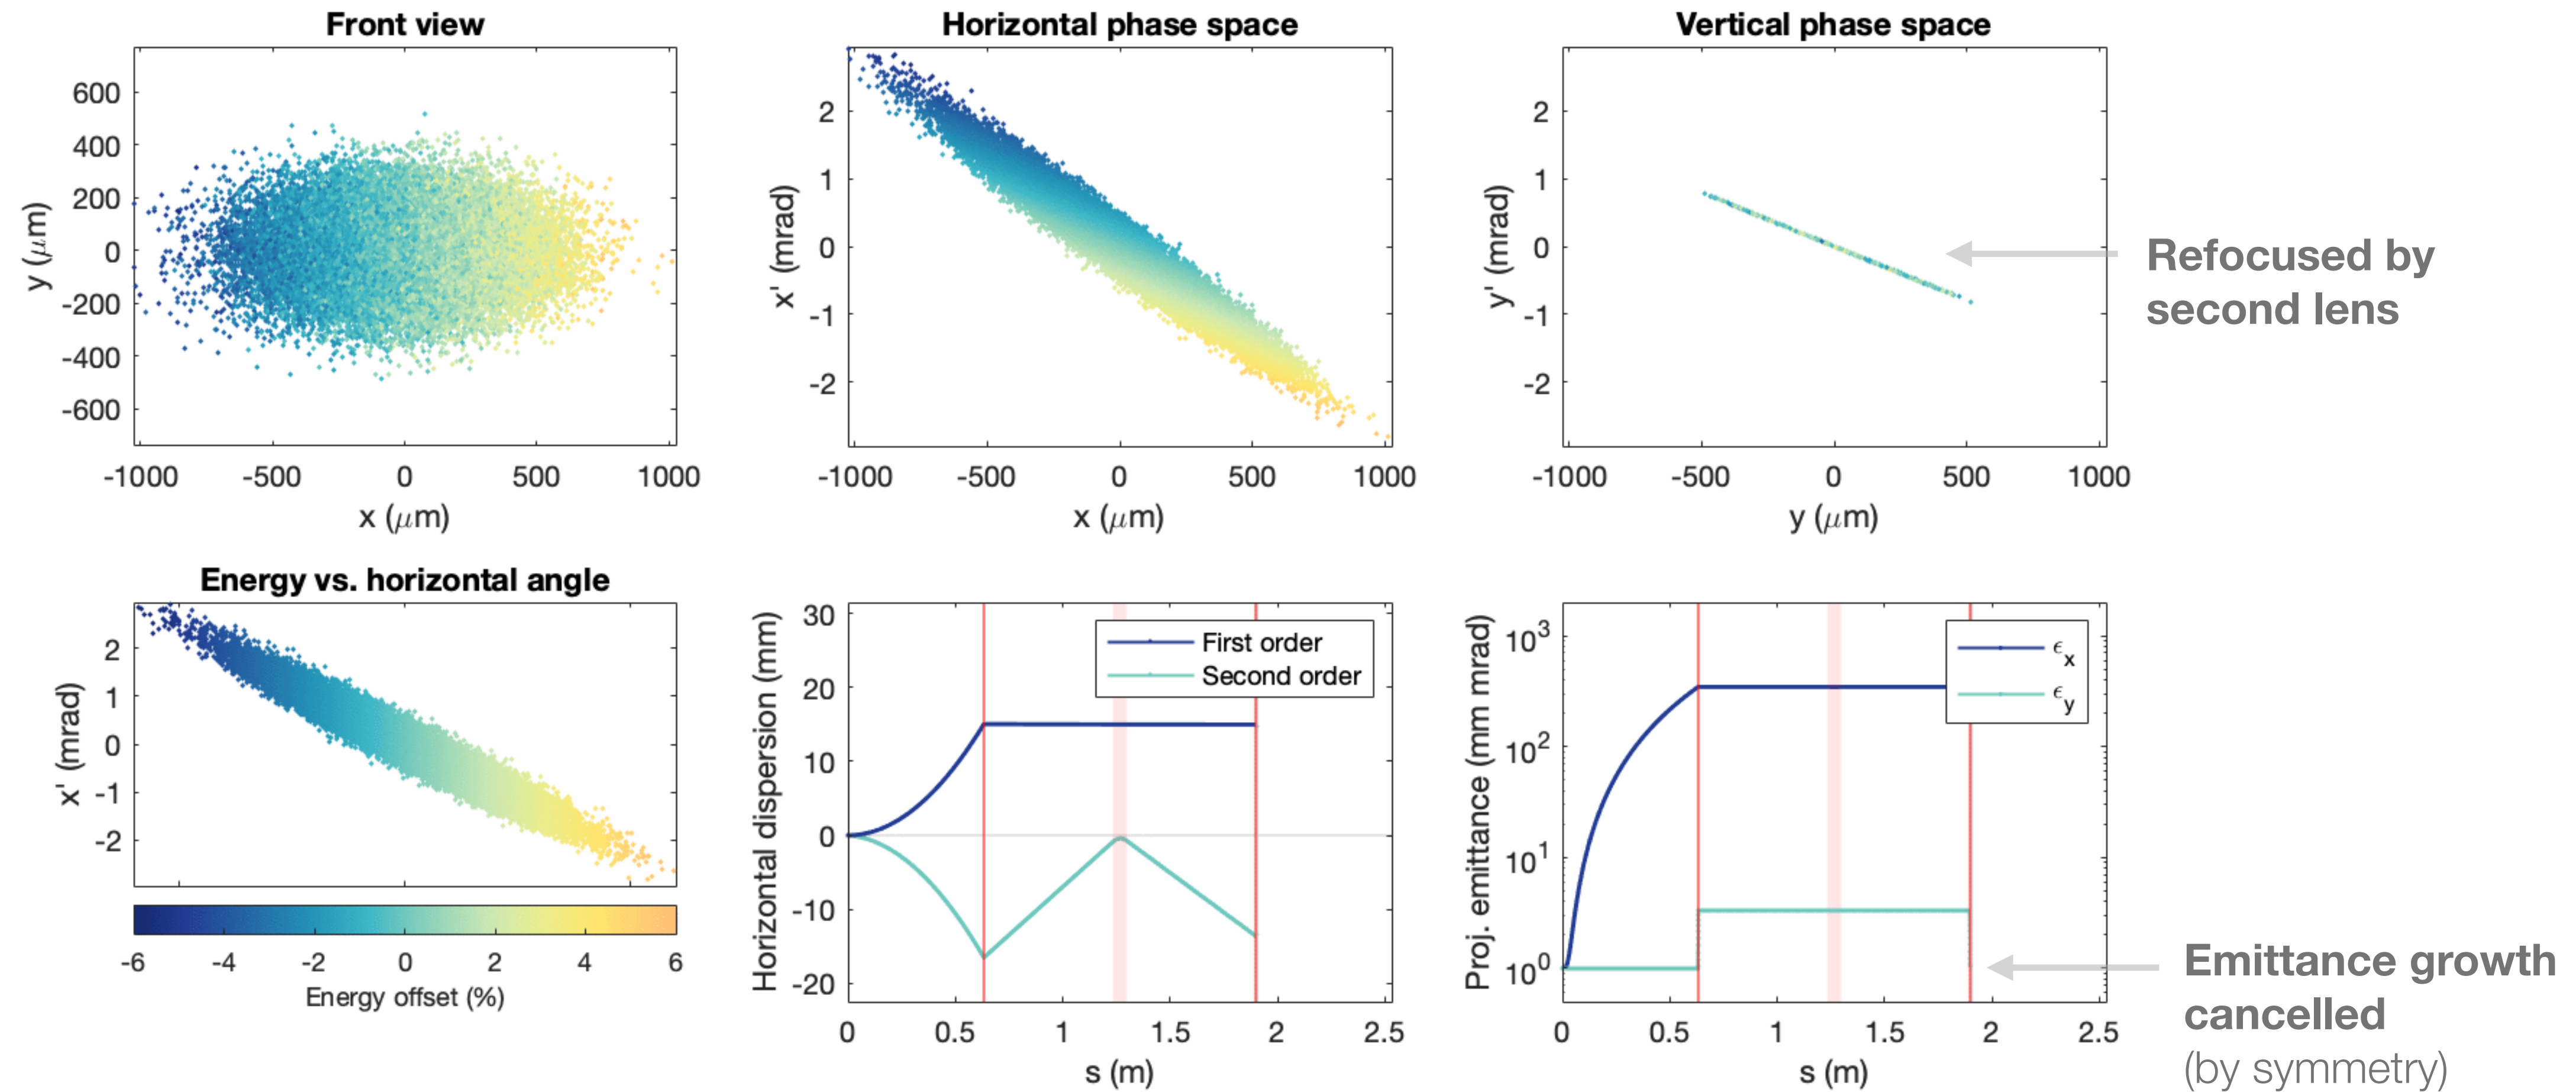 Front view
600
400
200
0
-200
-400
-600
y (μm)
-1000 -500 0 500 1000
x (μm)
Horizontal phase space
2
1
0
-1
-2
x' (mrad)
-1000 -500 0 500 1000
x (μm)
Vertical phase space
2
1
0
-1
-2
y' (mrad)
-1000 -500 0 500 1000
y (μm)
Refocused by
second lens
Energy vs. horizontal angle
2
1
0
-1
-2
x' (mrad)
-6 -4 -2 0 2 4 6
Energy offset (%)
30
20
10
0
-10
-20
Horizontal dispersion (mm)
First order
Second order
0 0.5 1 1.5 2 2.5
s (m)
10³
10²
10¹
10⁰
Proj. emittance (mm mrad)
ϵx
ϵy
0 0.5 1 1.5 2 2.5
s (m)
Emittance growth
cancelled
(by symmetry)